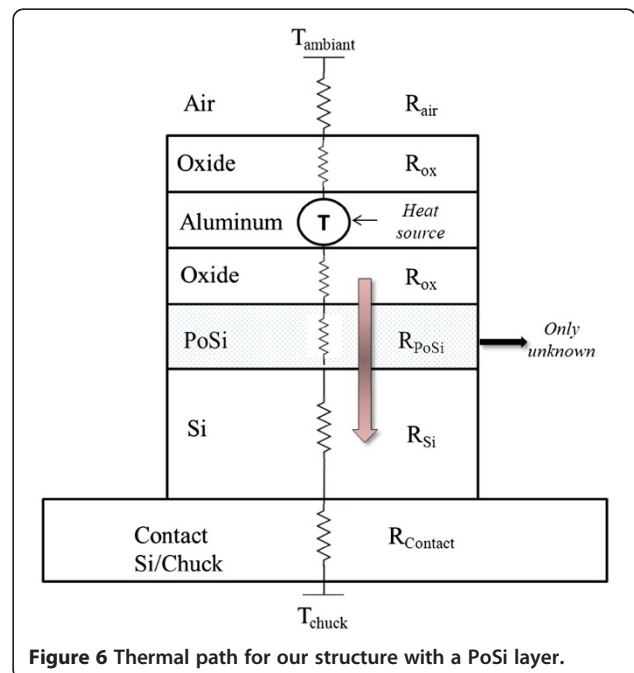 T_ambiant
Air R_air
Oxide R_ox
Aluminum T Heat
source
Oxide R_ox
PoSi R_PoSi Only
unknown
Si R_Si
Contact R_Contact
Si/Chuck
T_chuck
Figure 6 Thermal path for our structure with a PoSi layer.